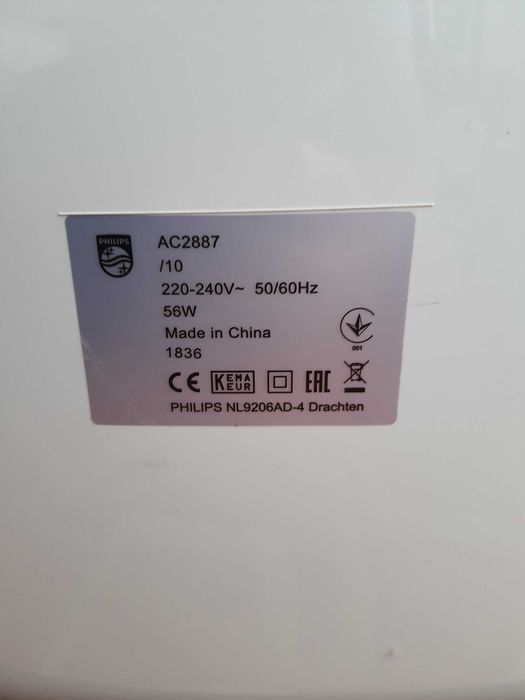 PHILIPS
AC2887
/10
220-240V~ 50/60Hz
56W
Made in China
1836
001
CE KEMA EUR EAC
PHILIPS NL9206AD-4 Drachten